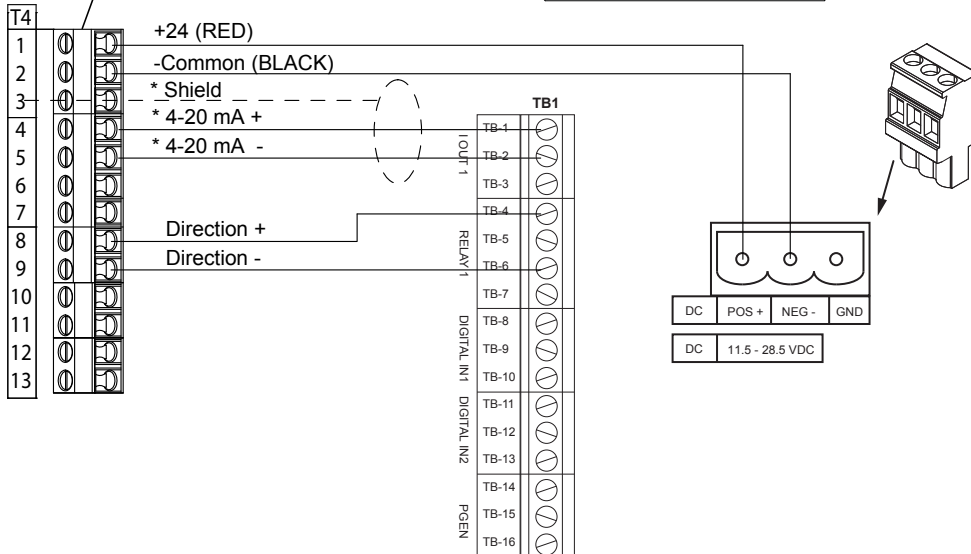 T4
1
2
3
4
5
6
7
8
9
10
11
12
13
+24 (RED)
-Common (BLACK)
* Shield
* 4-20 mA +
* 4-20 mA -
Direction +
Direction -
TB1
I OUT 1
TB-1
TB-2
TB-3
RELAY 1
TB-4
TB-5
TB-6
TB-7
DIGITAL IN1
TB-8
TB-9
TB-10
DIGITAL IN2
TB-11
TB-12
TB-13
PGEN
TB-14
TB-15
TB-16
DC POS + NEG - GND
DC 11.5 - 28.5 VDC